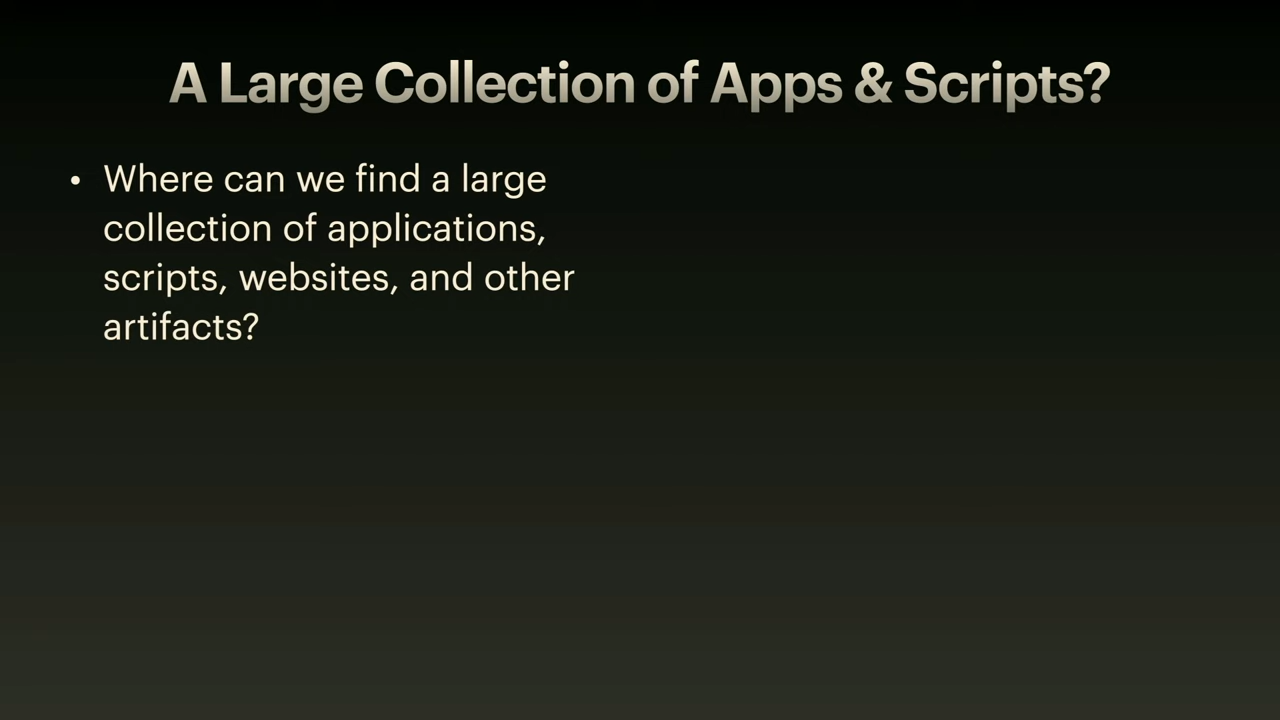 A Large Collection of Apps & Scripts?
• Where can we find a large
collection of applications,
scripts, websites, and other
artifacts?